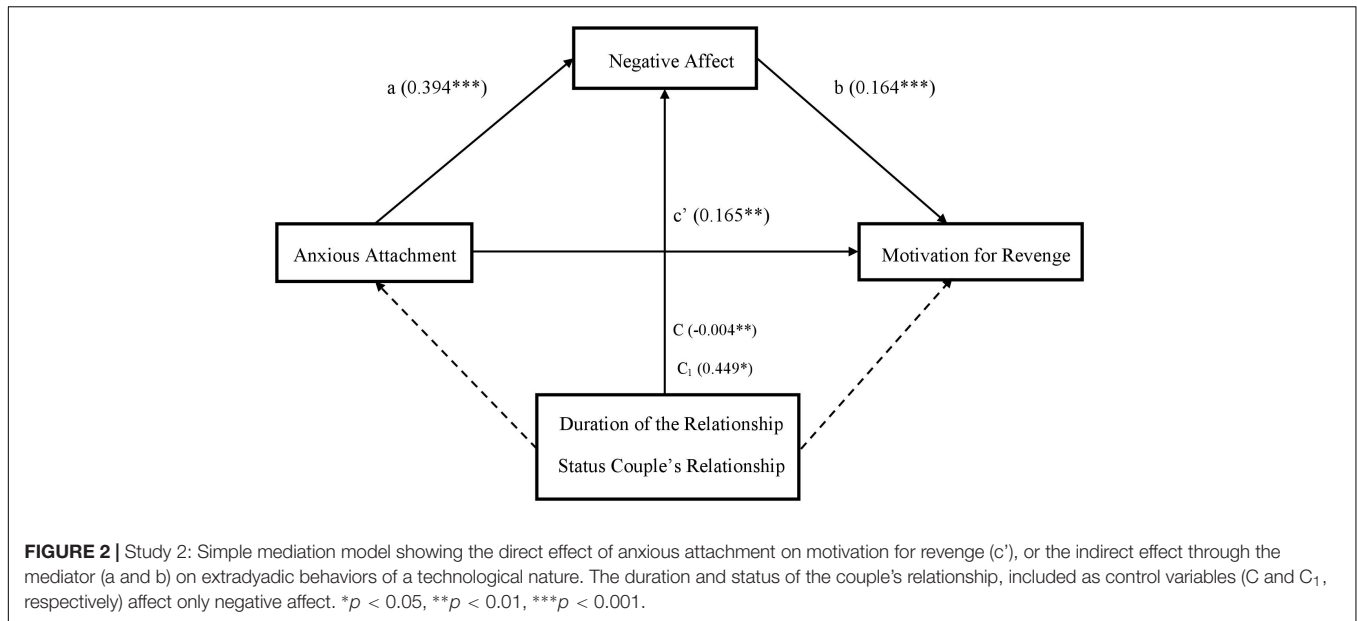 Negative Affect
a (0.394***)
b (0.164***)
c’ (0.165**)
Anxious Attachment
Motivation for Revenge
C (-0.004**)
C₁ (0.449*)
Duration of the Relationship
Status Couple’s Relationship
FIGURE 2 | Study 2: Simple mediation model showing the direct effect of anxious attachment on motivation for revenge (c’), or the indirect effect through the
mediator (a and b) on extradyadic behaviors of a technological nature. The duration and status of the couple’s relationship, included as control variables (C and C₁,
respectively) affect only negative affect. *p < 0.05, **p < 0.01, ***p < 0.001.